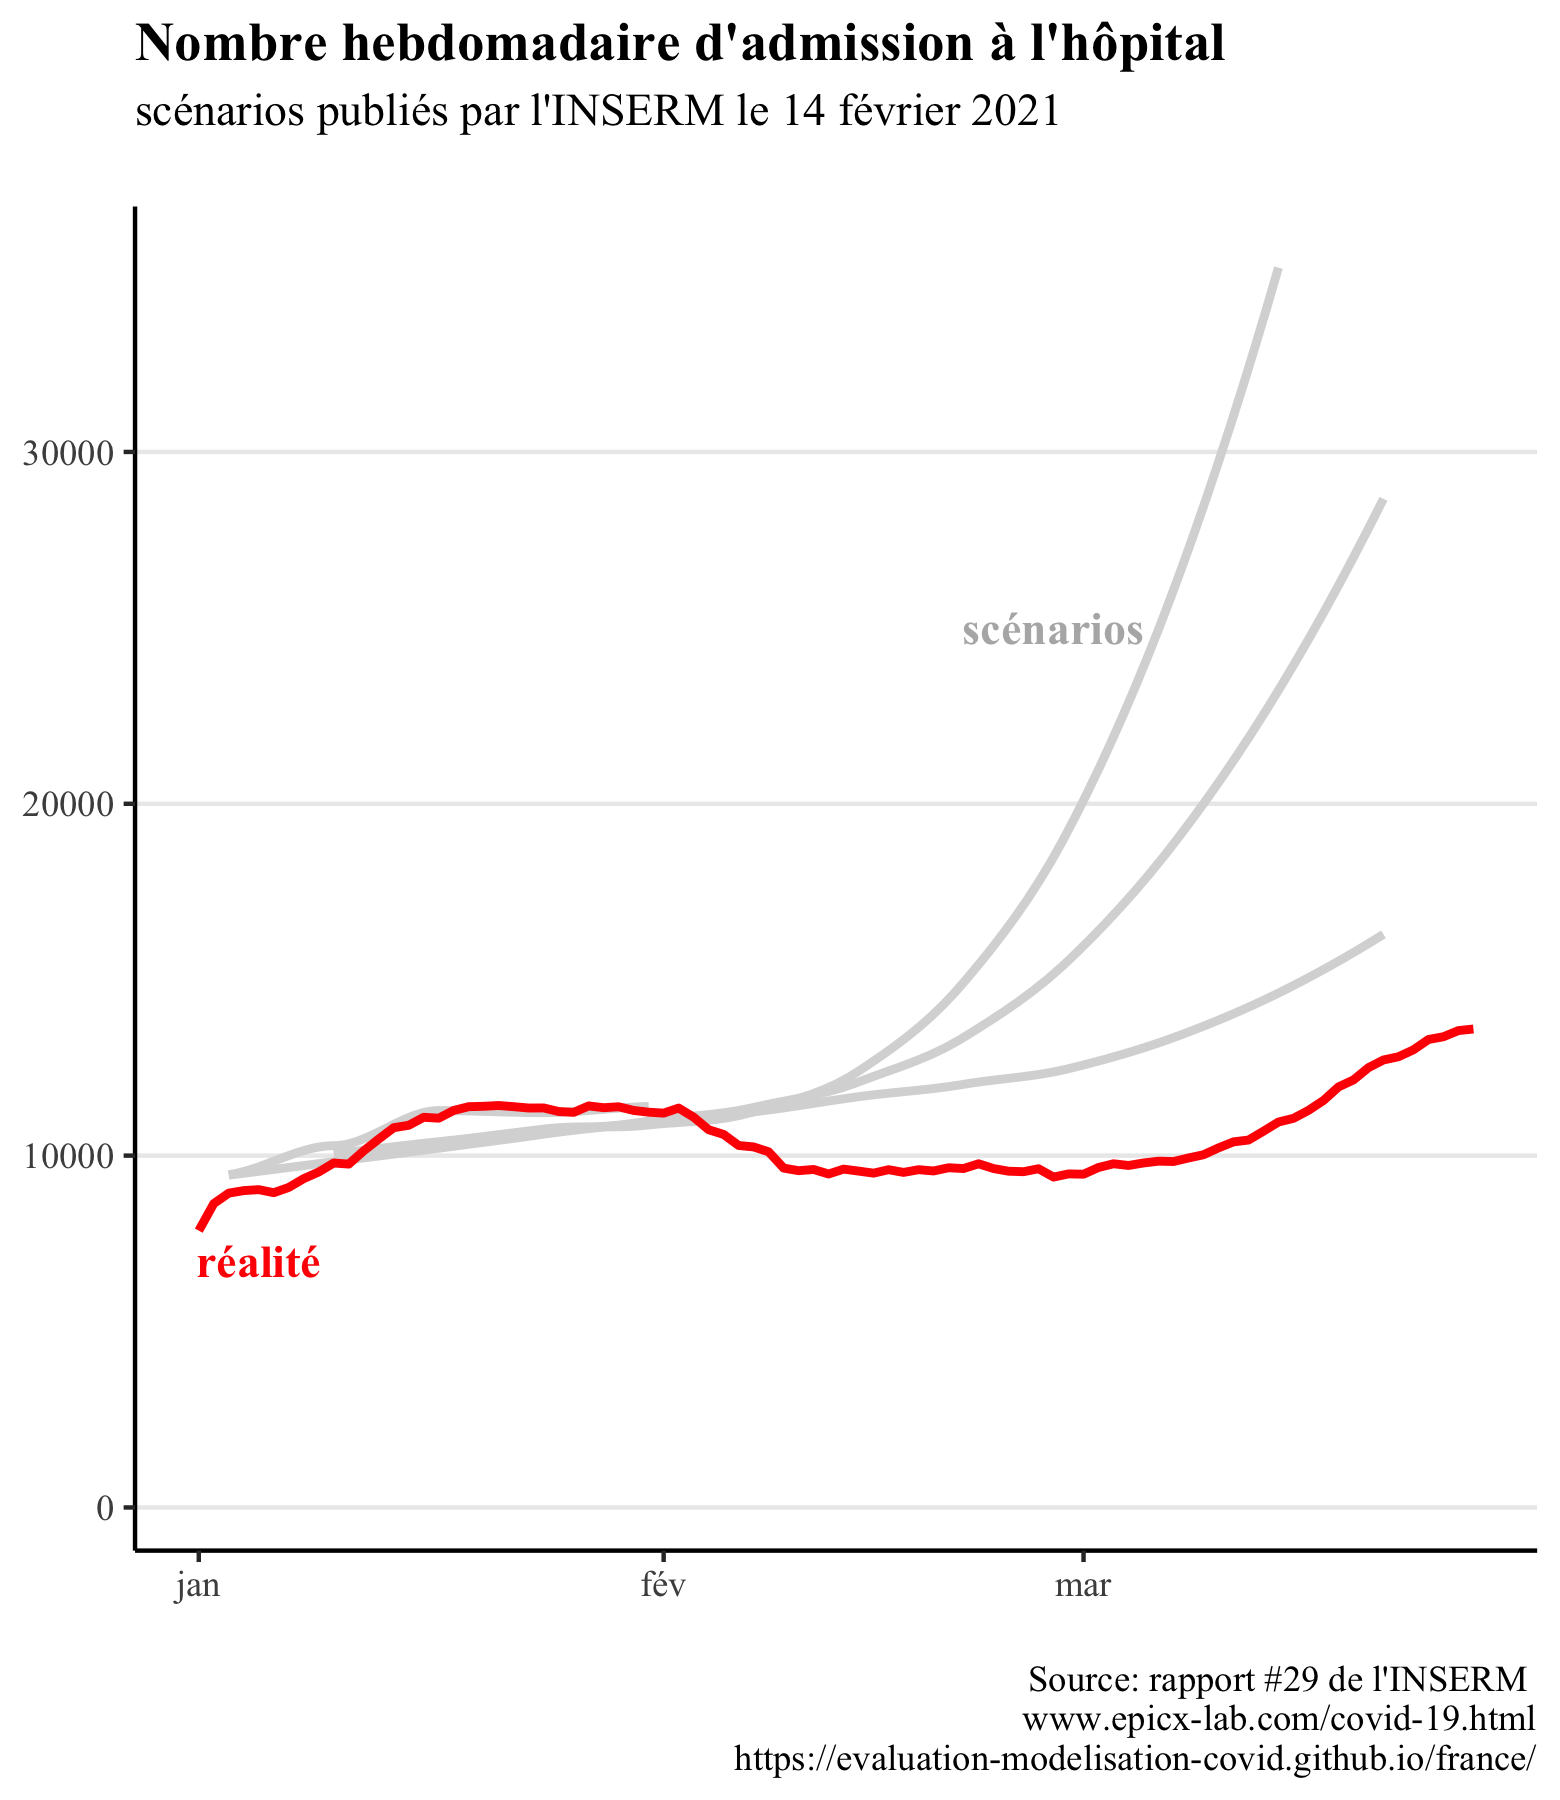 Nombre hebdomadaire d'admission à l'hôpital
scénarios publiés par l'INSERM le 14 février 2021
30000
scénarios
20000
10000
réalité
0
jan fév mar
Source: rapport #29 de l'INSERM
www.epicx-lab.com/covid-19.html
https://evaluation-modelisation-covid.github.io/france/